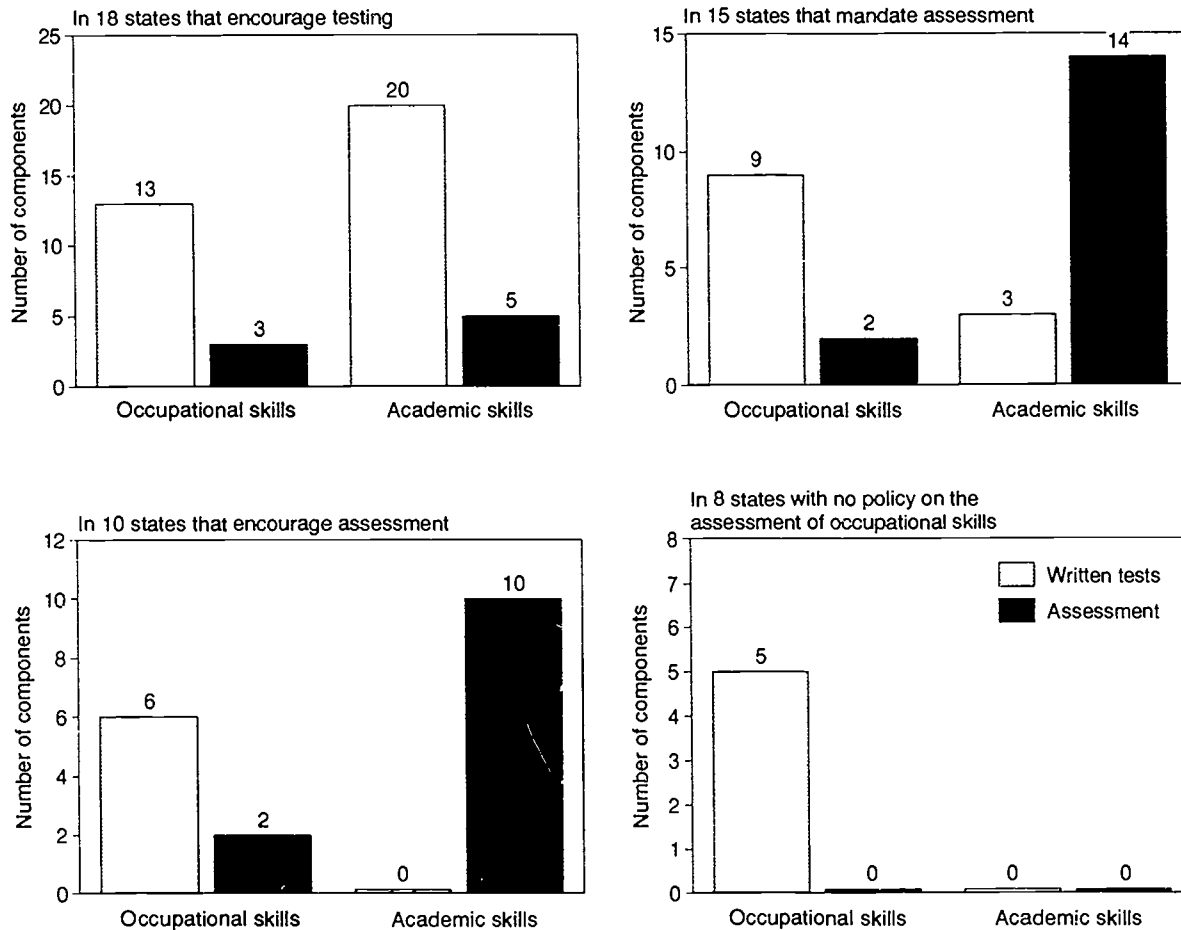 In 18 states that encourage testing
25
20
15
10
5
0
Number of components
13
3
20
5
Occupational skills
Academic skills
In 15 states that mandate assessment
15
10
5
0
Number of components
9
2
3
14
Occupational skills
Academic skills
In 10 states that encourage assessment
12
10
8
6
4
2
0
Number of components
6
2
0
10
Occupational skills
Academic skills
In 8 states with no policy on the
assessment of occupational skills
8
7
6
5
4
3
2
1
0
Number of components
Written tests
Assessment
5
0
0
0
Occupational skills
Academic skills